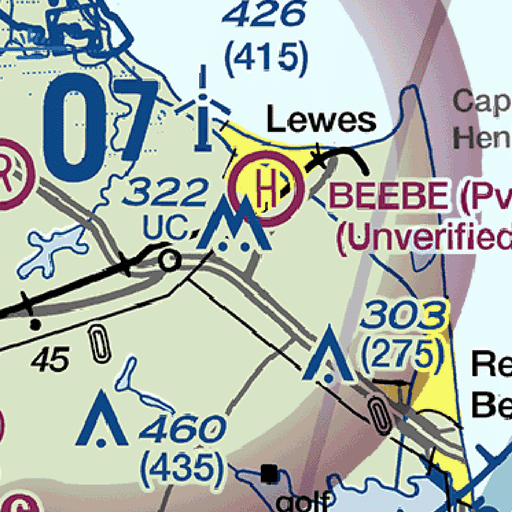 426
(415)
07
Lewes
Cap
Hen
R
H
322
UC
BEEBE (Pv
(Unverified
303
(275)
45
Re
Be
460
(435)
golf